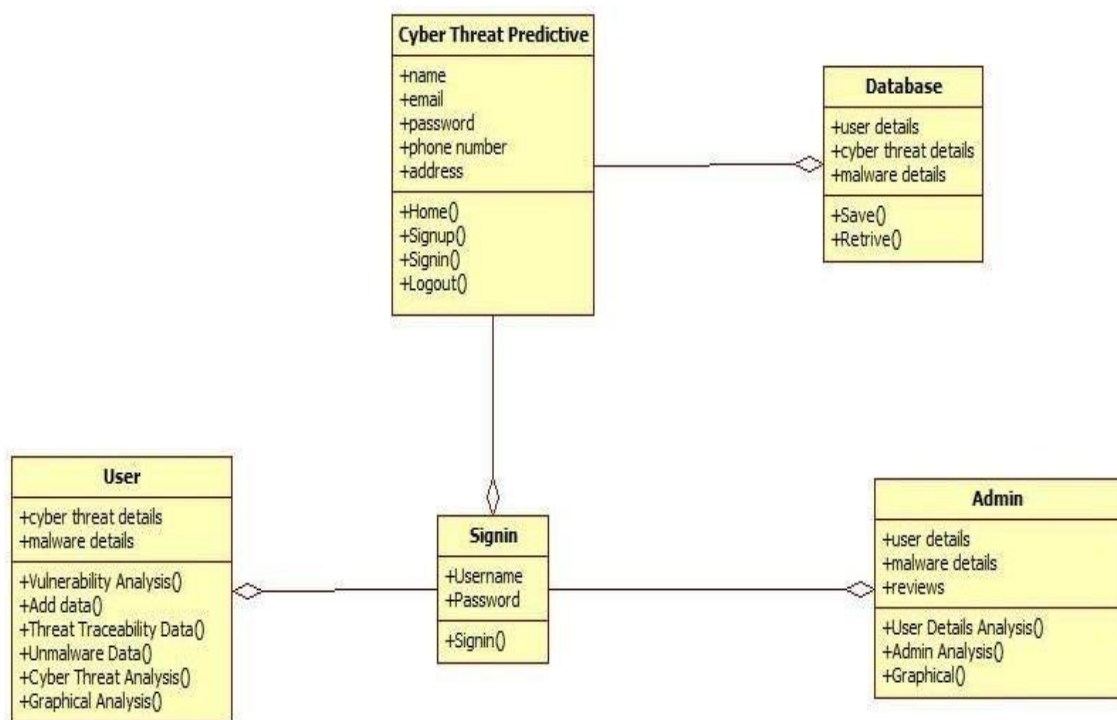 Cyber Threat Predictive
+name
+email
+password
+phone number
+address
+Home()
+Signup()
+Signin()
+Logout()
Database
+user details
+cyber threat details
+malware details
+Save()
+Retrive()
User
+cyber threat details
+malware details
+Vulnerability Analysis()
+Add data()
+Threat Traceability Data()
+Unmalware Data()
+Cyber Threat Analysis()
+Graphical Analysis()
Signin
+Username
+Password
+Signin()
Admin
+user details
+malware details
+reviews
+User Details Analysis()
+Admin Analysis()
+Graphical()